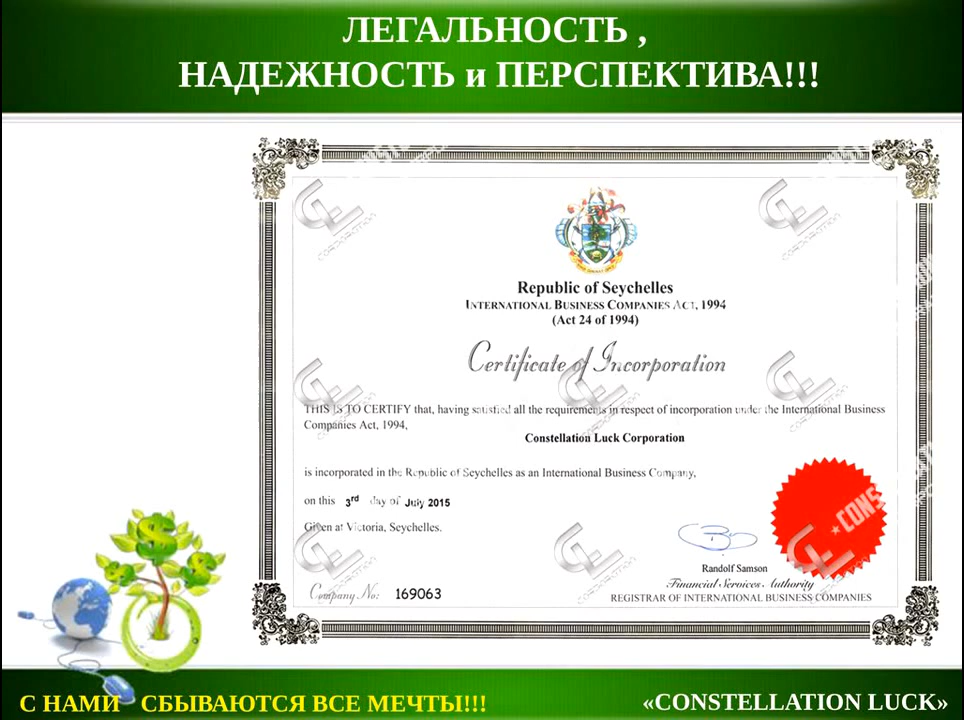 ЛЕГАЛЬНОСТЬ ,
НАДЕЖНОСТЬ и ПЕРСПЕКТИВА!!!
Republic of Seychelles
INTERNATIONAL BUSINESS COMPANIES ACT, 1994
(Act 24 of 1994)
Certificate of Incorporation
THIS IS TO CERTIFY that, having satisfied all the requirements in respect of incorporation under the International Business
Companies Act, 1994,
Constellation Luck Corporation
is incorporated in the Republic of Seychelles as an International Business Company,
on this 3rd day of July 2015
Given at Victoria, Seychelles.
Randolf Samson
Financial Services Authority
Company No: 169063
REGISTRAR OF INTERNATIONAL BUSINESS COMPANIES
С НАМИ СБЫВАЮТСЯ ВСЕ МЕЧТЫ!!!
«CONSTELLATION LUCK»